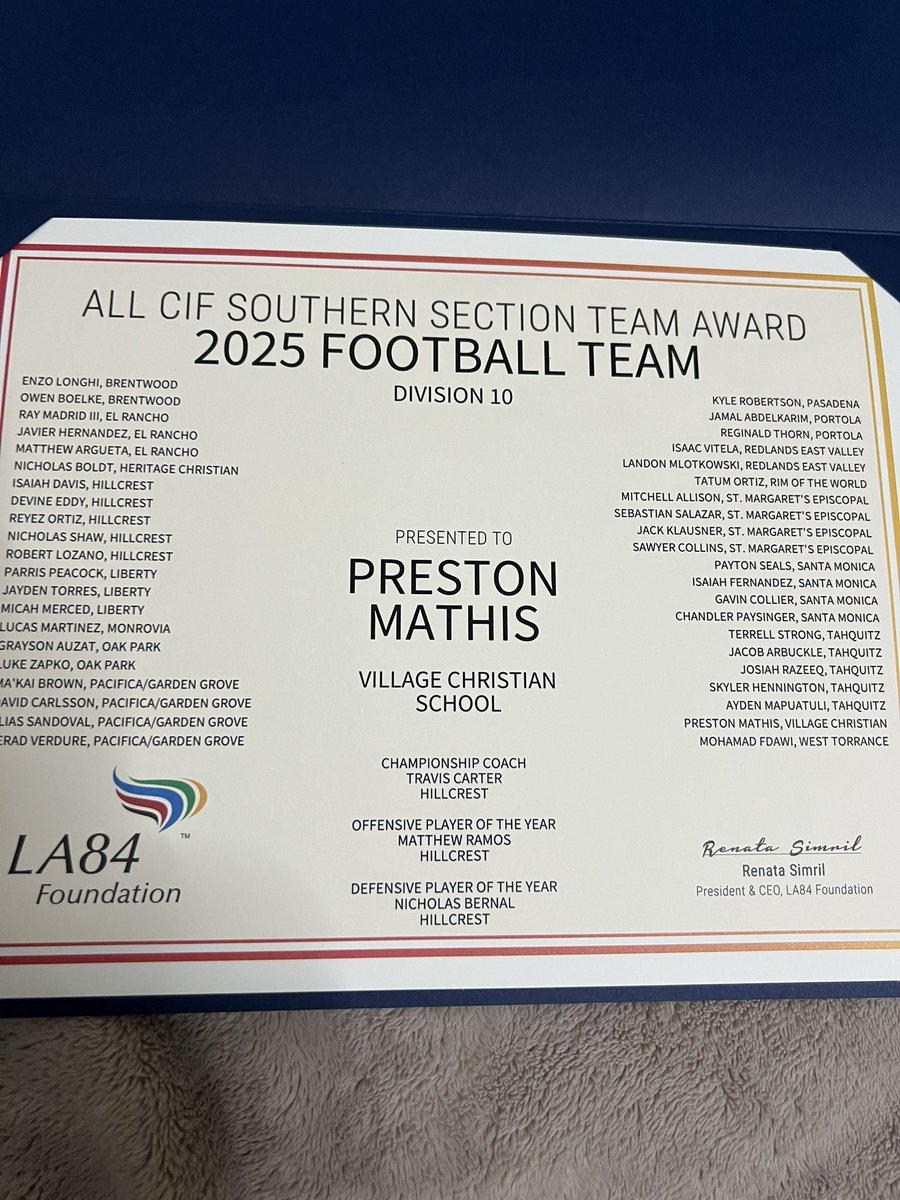 ALL CIF SOUTHERN SECTION TEAM AWARD
2025 FOOTBALL TEAM
DIVISION 10
ENZO LONGHI, BRENTWOOD
OWEN BOELKE, BRENTWOOD
RAY MADRID III, EL RANCHO
JAVIER HERNANDEZ, EL RANCHO
MATTHEW ARGUETA, EL RANCHO
NICHOLAS BOLDT, HERITAGE CHRISTIAN
ISAIAH DAVIS, HILLCREST
DEVINE EDDY, HILLCREST
REYEZ ORTIZ, HILLCREST
NICHOLAS SHAW, HILLCREST
ROBERT LOZANO, HILLCREST
PARRIS PEACOCK, LIBERTY
JAYDEN TORRES, LIBERTY
MICAH MERCED, LIBERTY
LUCAS MARTINEZ, MONROVIA
GRAYSON AUZAT, OAK PARK
LUKE ZAPKO, OAK PARK
MA'KAI BROWN, PACIFICA/GARDEN GROVE
CARLSSON, PACIFICA/GARDEN GROVE
SANDOVAL, PACIFICA/GARDEN GROVE
VERDURE, PACIFICA/GARDEN GROVE
PRESENTED TO
PRESTON
MATHIS
VILLAGE CHRISTIAN
SCHOOL
CHAMPIONSHIP COACH
TRAVIS CARTER
HILLCREST
OFFENSIVE PLAYER OF THE YEAR
MATTHEW RAMOS
HILLCREST
DEFENSIVE PLAYER OF THE YEAR
NICHOLAS BERNAL
HILLCREST
KYLE ROBERTSON, PASADENA
JAMAL ABDELKARIM, PORTOLA
REGINALD THORN, PORTOLA
ISAAC VITELA, REDLANDS EAST VALLEY
LANDON MLOTKOWSKI, REDLANDS EAST VALLEY
TATUM ORTIZ, RIM OF THE WORLD
MITCHELL ALLISON, ST. MARGARET'S EPISCOPAL
SEBASTIAN SALAZAR, ST. MARGARET'S EPISCOPAL
JACK KLAUSNER, ST. MARGARET'S EPISCOPAL
SAWYER COLLINS, ST. MARGARET'S EPISCOPAL
PAYTON SEALS, SANTA MONICA
ISAIAH FERNANDEZ, SANTA MONICA
GAVIN COLLIER, SANTA MONICA
CHANDLER PAYSINGER, SANTA MONICA
TERRELL STRONG, TAHQUITZ
JACOB ARBUCKLE, TAHQUITZ
JOSIAH RAZEEQ, TAHQUITZ
SKYLER HENNINGTON, TAHQUITZ
AYDEN MAPUATULI, TAHQUITZ
PRESTON MATHIS, VILLAGE CHRISTIAN
MOHAMAD FDAWI, WEST TORRANCE
TM
LA84
Foundation
Renata Simril
Renata Simril
President & CEO, LA84 Foundation